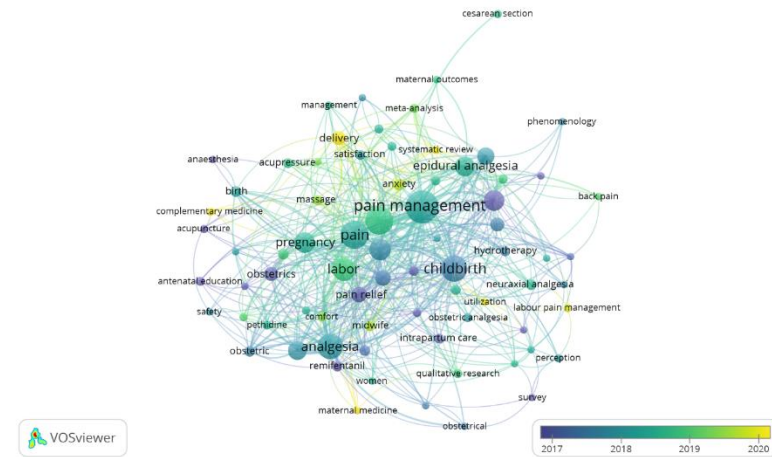 cesarean section
maternal outcomes
management
meta-analysis
phenomenology
delivery
systematic review
satisfaction
anaesthesia
acupressure
epidural analgesia
birth
anxiety
massage
back pain
pain management
complementary medicine
acupuncture
pain
pregnancy
hydrotherapy
labor
childbirth
obstetrics
antenatal education
neuraxial analgesia
pain relief
utilization
labour pain management
safety
comfort
obstetric analgesia
pethidine
midwife
intrapartum care
analgesia
obstetric
perception
remifentanil
qualitative research
women
survey
maternal medicine
obstetrical
VOSviewer
2017 2018 2019 2020